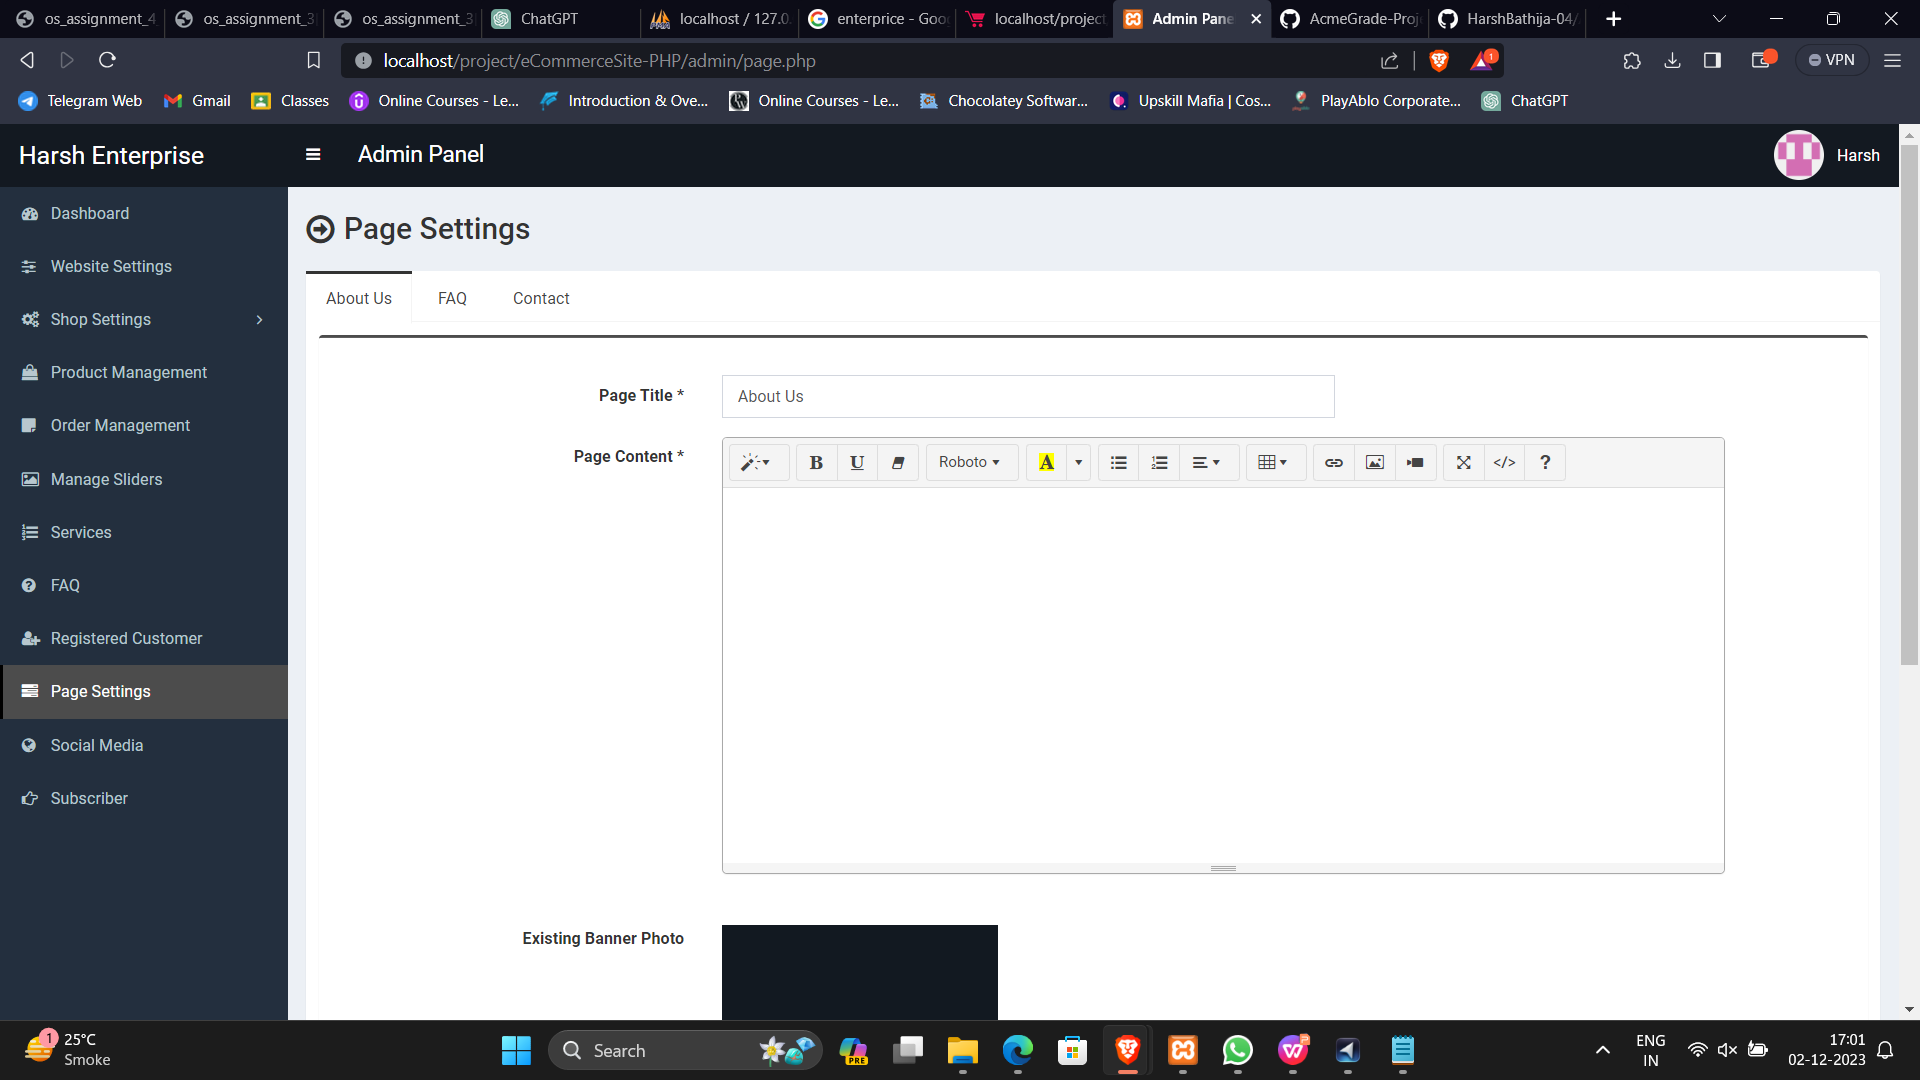 os_assignment_4
os_assignment_3
os_assignment_3
ChatGPT
localhost / 127.0.
enterprice - Goo
localhost/project
Admin Pane
AcmeGrade-Proj
HarshBathija-04/
localhost/project/eCommerceSite-PHP/admin/page.php
1
VPN
Telegram Web
Gmail
Classes
Online Courses - Le...
Introduction & Ove...
Online Courses - Le...
Chocolatey Softwar...
Upskill Mafia | Cos...
PlayAblo Corporate...
ChatGPT
Harsh Enterprise
Admin Panel
Harsh
Dashboard
Website Settings
Shop Settings
Product Management
Order Management
Manage Sliders
Services
FAQ
Registered Customer
Page Settings
Social Media
Subscriber
Page Settings
About Us
FAQ
Contact
Page Title *
About Us
Page Content *
B
U
Roboto
A
</>
?
Existing Banner Photo
1
25°C
Smoke
Search
PRE
ENG
IN
17:01
02-12-2023